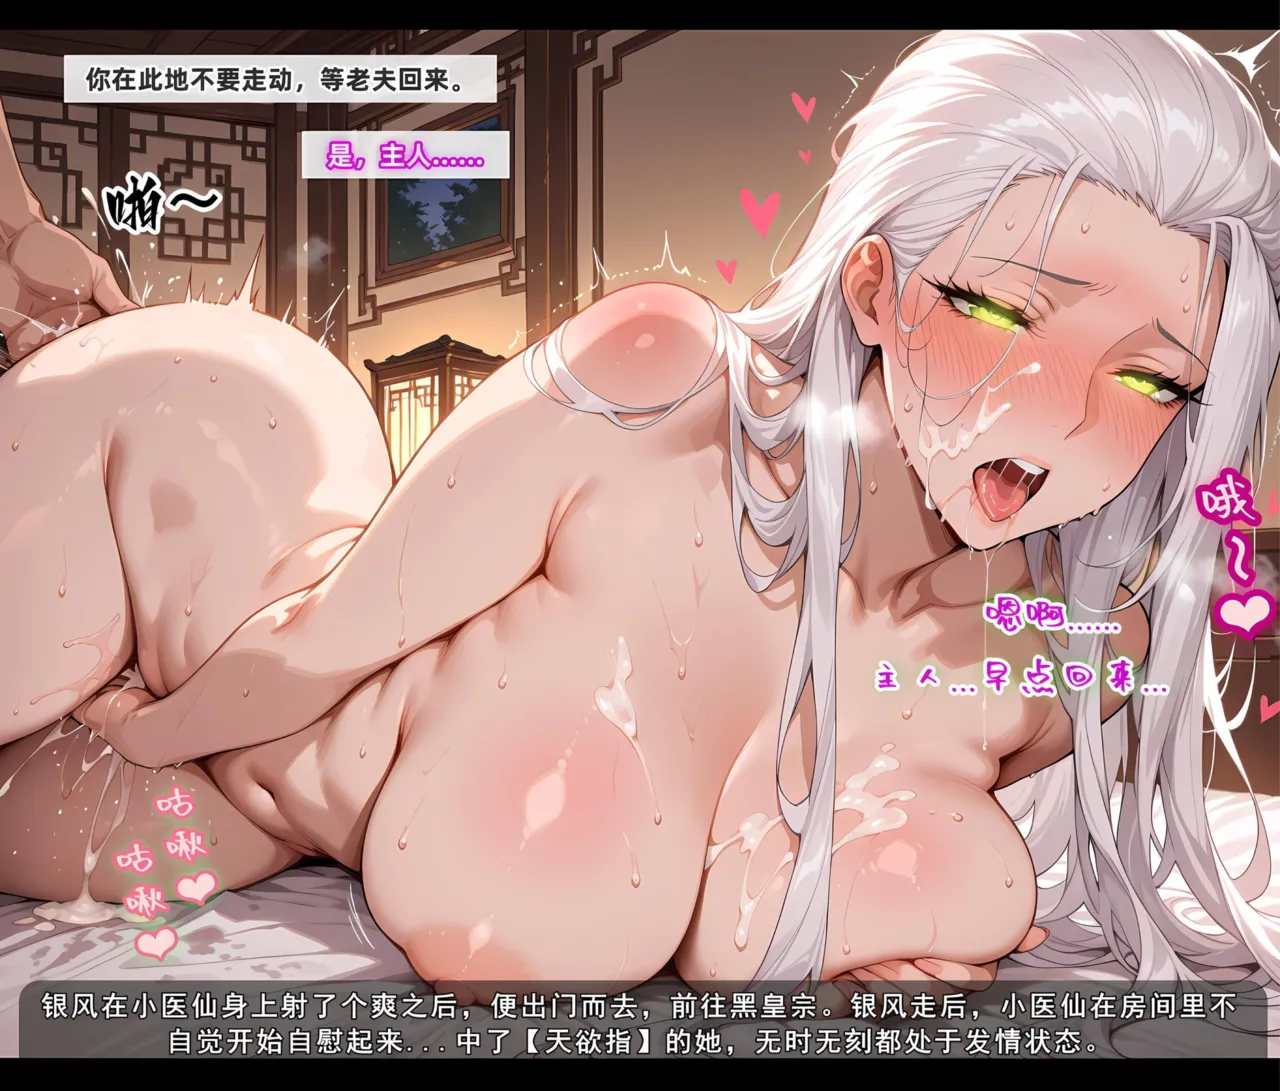 你在此地不要走动，等老夫回来。
是，主人……
啪～
哦～
嗯啊……
主人...早点回来...
咕啾
咕啾
银风在小医仙身上射了个爽之后，便出门而去，前往黑皇宗。银风走后，小医仙在房间里不
自觉开始自慰起来...中了【天欲指】的她，无时无刻都处于发情状态。